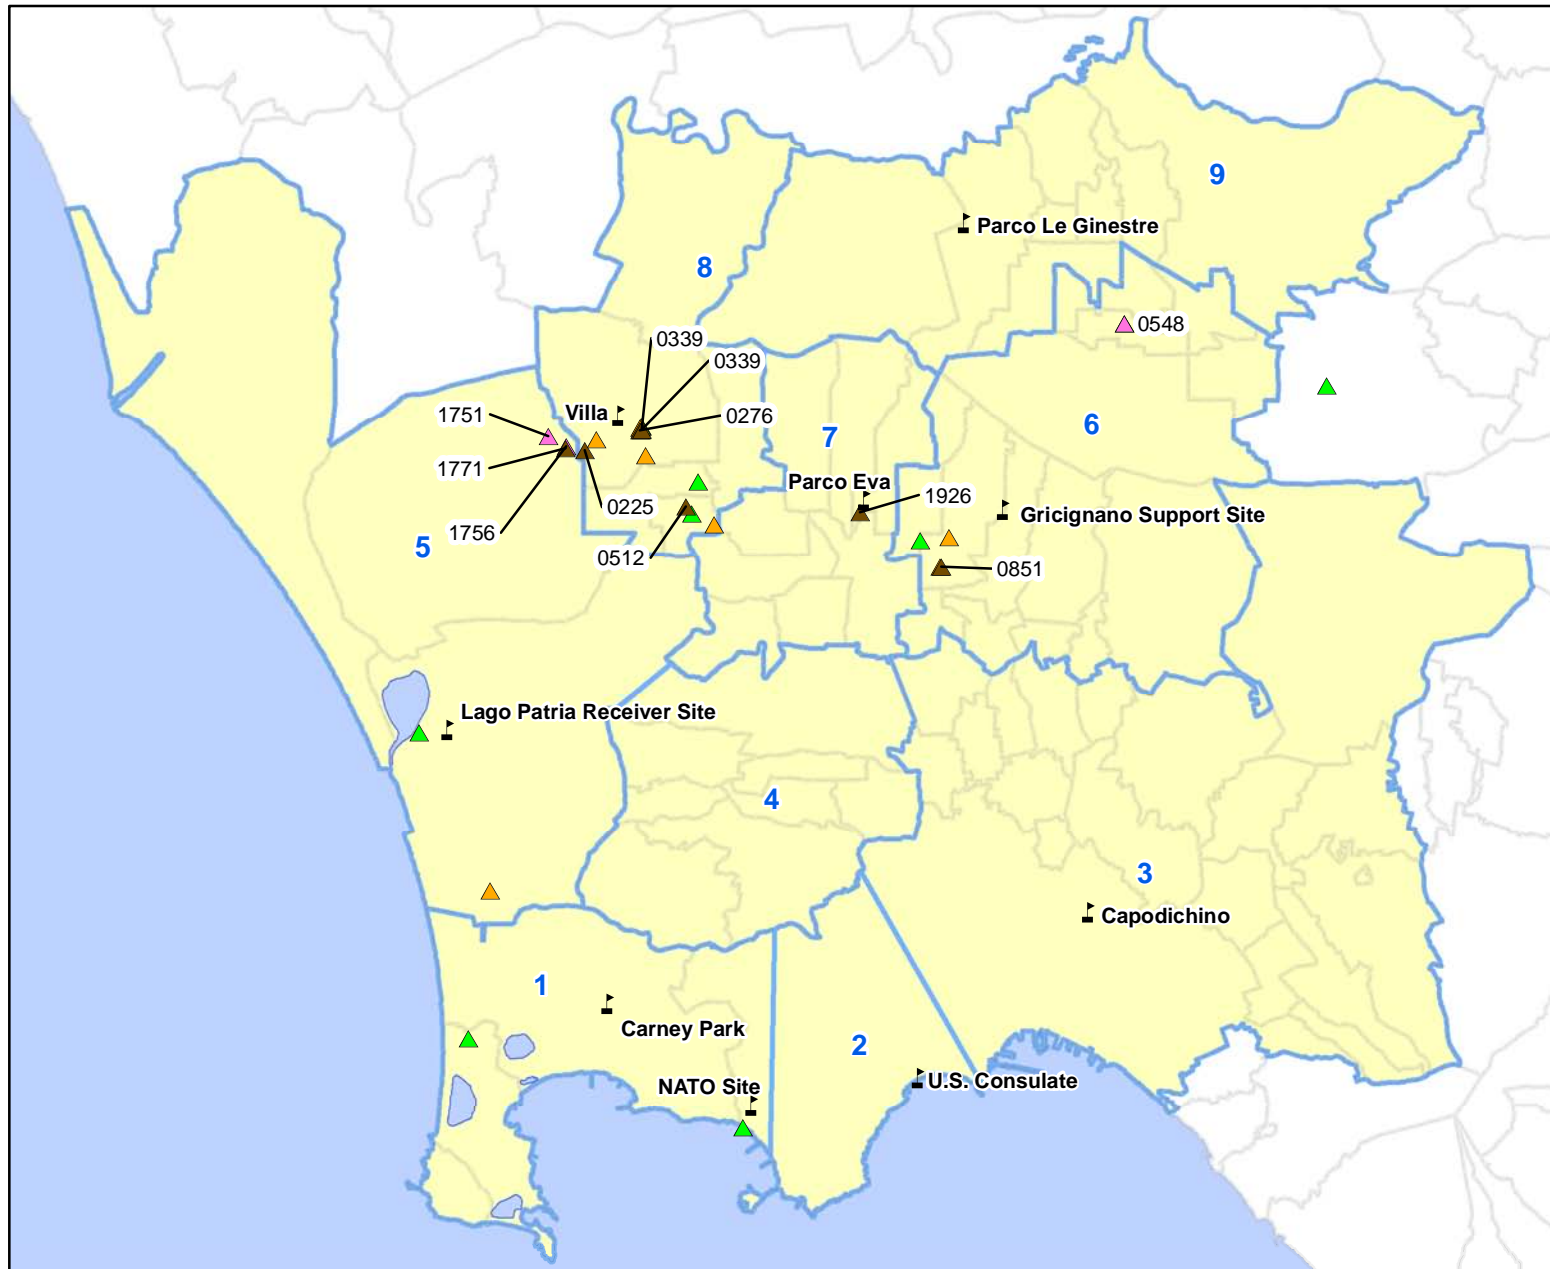 9
Parco Le Ginestre
8
0548
0339
0339
Villa
1751
0276
6
7
1771
Parco Eva
1926
0225
Gricignano Support Site
1756
5
0512
0851
Lago Patria Receiver Site
4
3
Capodichino
1
Carney Park
2
NATO Site
U.S. Consulate